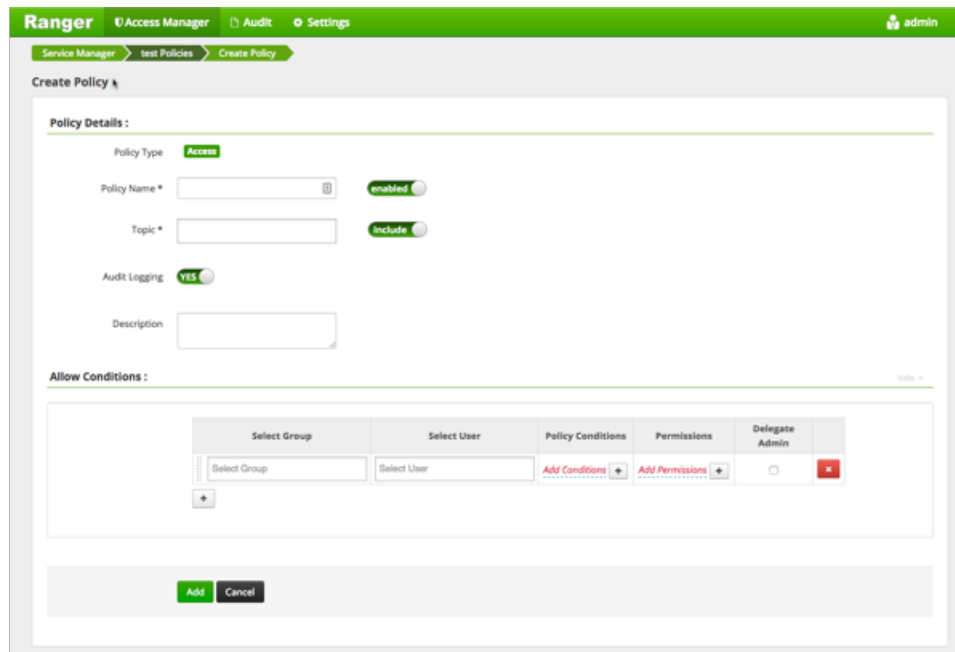 Ranger Access Manager Audit Settings admin
Service Manager test Policies Create Policy
Create Policy
Policy Details :
Policy Type Access
Policy Name * enabled
Topic * include
Audit Logging YES
Description
Allow Conditions : hide
Select Group Select User Policy Conditions Permissions Delegate Admin
Select Group Select User Add Conditions + Add Permissions + ×
+
Add Cancel